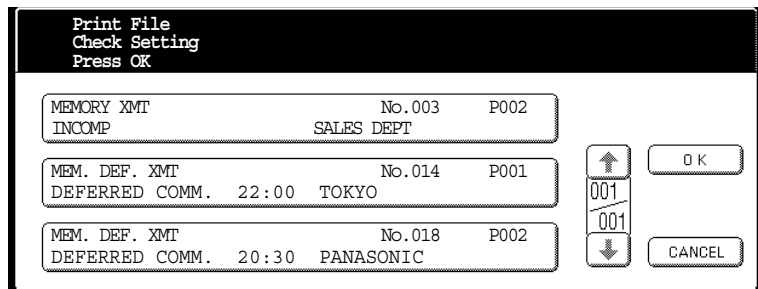 Print File
Check Setting
Press OK
MEMORY XMT No.003 P002
INCOMP SALES DEPT
MEM. DEF. XMT No.014 P001
DEFERRED COMM. 22:00 TOKYO
MEM. DEF. XMT No.018 P002
DEFERRED COMM. 20:30 PANASONIC
001
001
OK
CANCEL